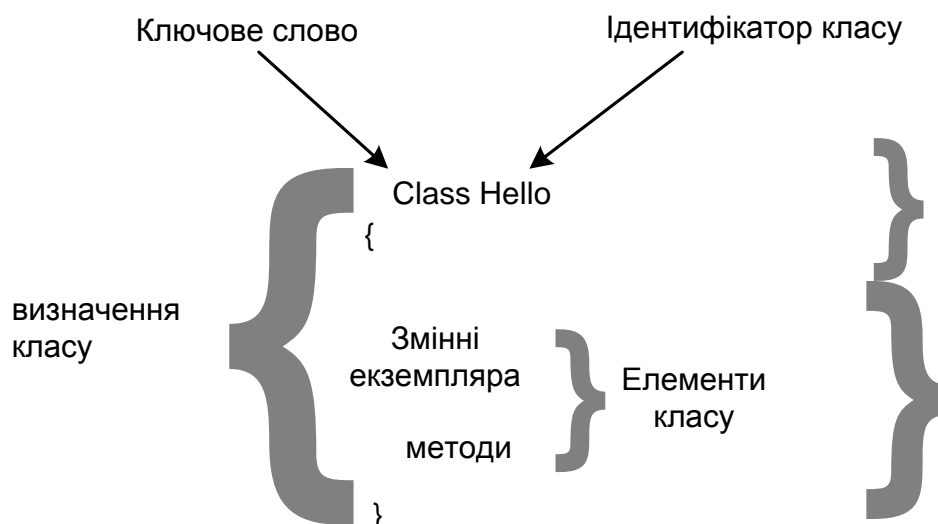 Ключове слово
Ідентифікатор класу
Class Hello
{
визначення
класу
Змінні
екземпляра
Елементи
класу
методи
}